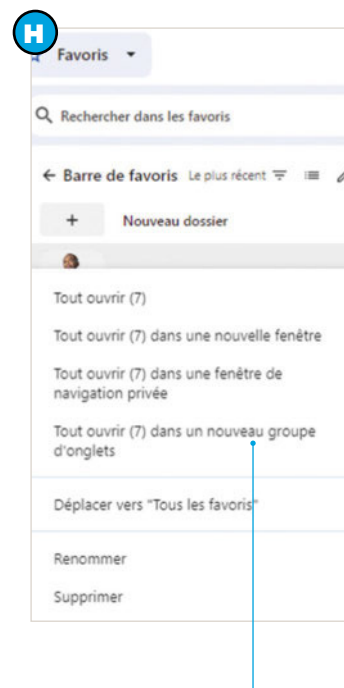 H
Favoris
Rechercher dans les favoris
Barre de favoris Le plus récent
+ Nouveau dossier
Tout ouvrir (7)
Tout ouvrir (7) dans une nouvelle fenêtre
Tout ouvrir (7) dans une fenêtre de
navigation privée
Tout ouvrir (7) dans un nouveau groupe
d'onglets
Déplacer vers "Tous les favoris"
Renommer
Supprimer